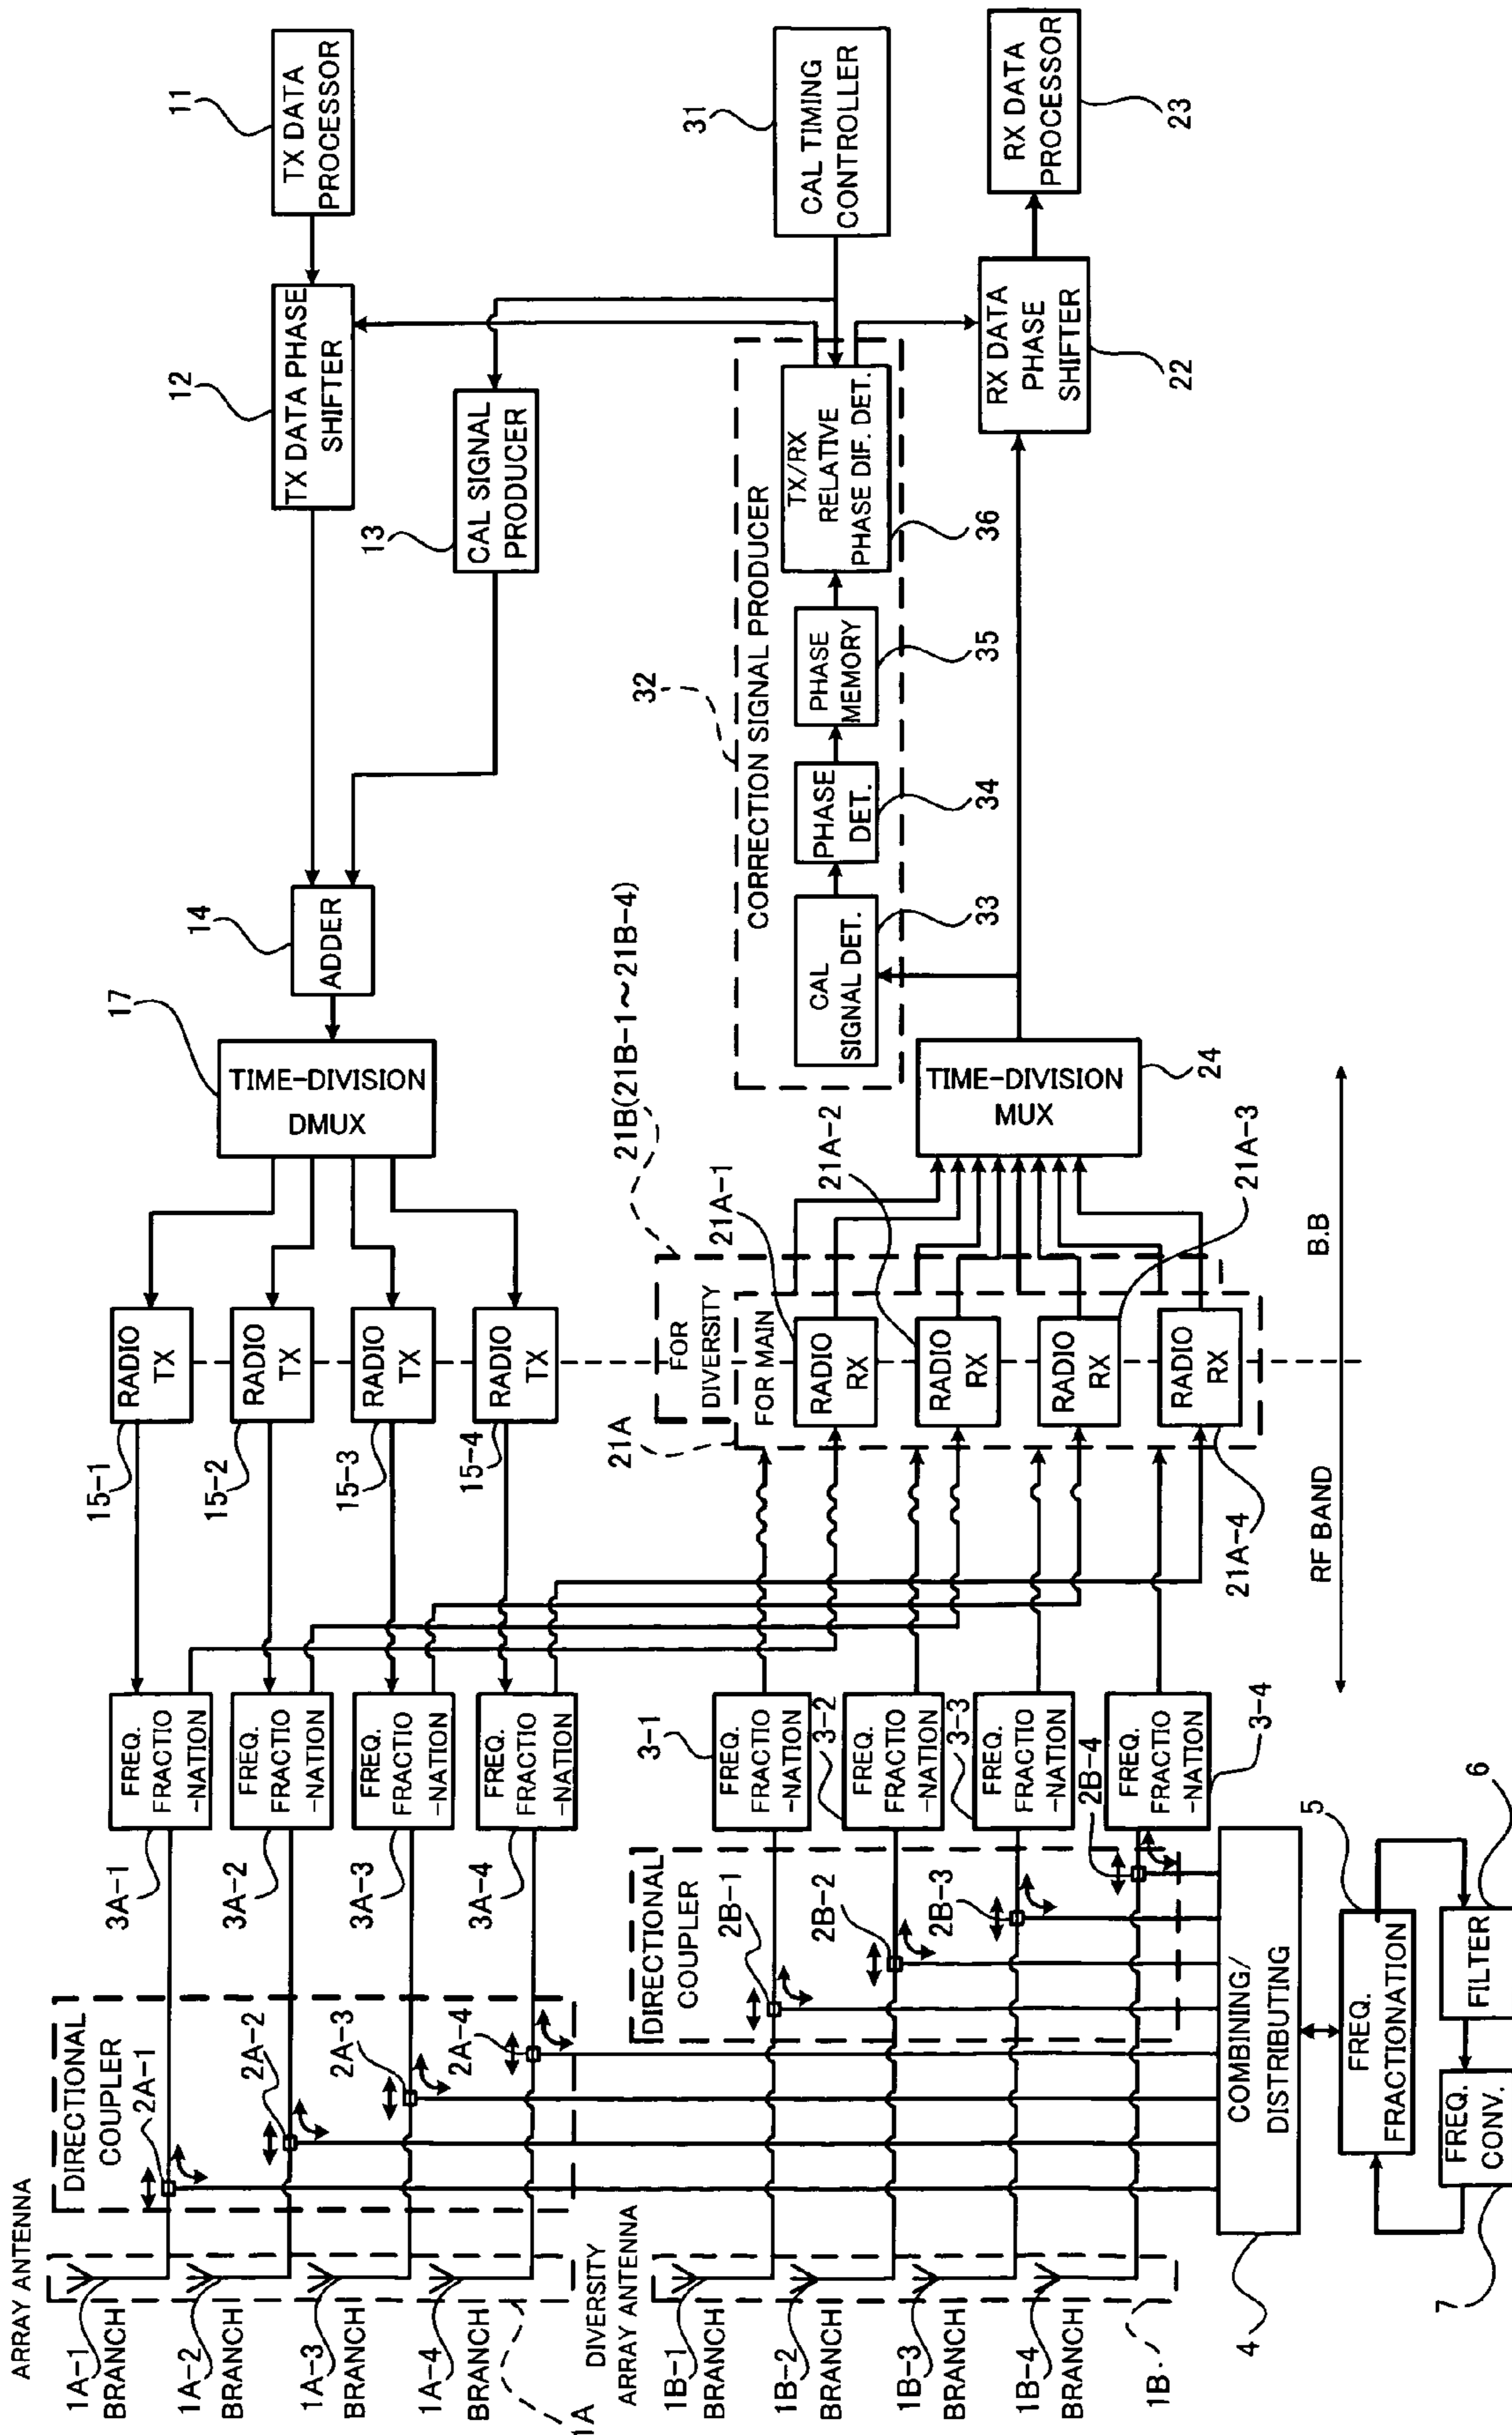 ARRAY ANTENNA
1A-1
BRANCH
1A-2
BRANCH
1A-3
BRANCH
1A-4
BRANCH
1A
DIVERSITY
ARRAY ANTENNA
1B-1
BRANCH
1B-2
BRANCH
1B-3
BRANCH
1B-4
BRANCH
1B
DIRECTIONAL
COUPLER
2A-1
2A-2
2A-3
2A-4
DIRECTIONAL
COUPLER
2B-1
2B-2
2B-3
2B-4
COMBINING/
DISTRIBUTING
4
FREQ.
FRACTIONATION
5
FILTER
6
FREQ.
CONV.
7
FREQ.
FRACTIO
-NATION
3A-1
FREQ.
FRACTIO
-NATION
3A-2
FREQ.
FRACTIO
-NATION
3A-3
FREQ.
FRACTIO
-NATION
3A-4
FREQ.
FRACTIO
-NATION
3-1
FREQ.
FRACTIO
-NATION
3-2
FREQ.
FRACTIO
-NATION
3-3
FREQ.
FRACTIO
-NATION
3-4
RADIO
TX
15-1
RADIO
TX
15-2
RADIO
TX
15-3
RADIO
TX
15-4
FOR
DIVERSITY
21B(21B-1~21B-4)
FOR MAIN
21A
RADIO
RX
21A-1
RADIO
RX
21A-2
RADIO
RX
21A-3
RADIO
RX
21A-4
RF BAND
B.B
TIME-DIVISION
DMUX
17
ADDER
14
TX DATA PHASE
SHIFTER
12
TX DATA
PROCESSOR
11
CAL SIGNAL
PRODUCER
13
CORRECTION SIGNAL PRODUCER
32
CAL
SIGNAL DET.
33
PHASE
DET.
34
PHASE
MEMORY
35
TX/RX
RELATIVE
PHASE DIF. DET.
36
CAL TIMING
CONTROLLER
31
TIME-DIVISION
MUX
24
RX DATA
PHASE
SHIFTER
22
RX DATA
PROCESSOR
23